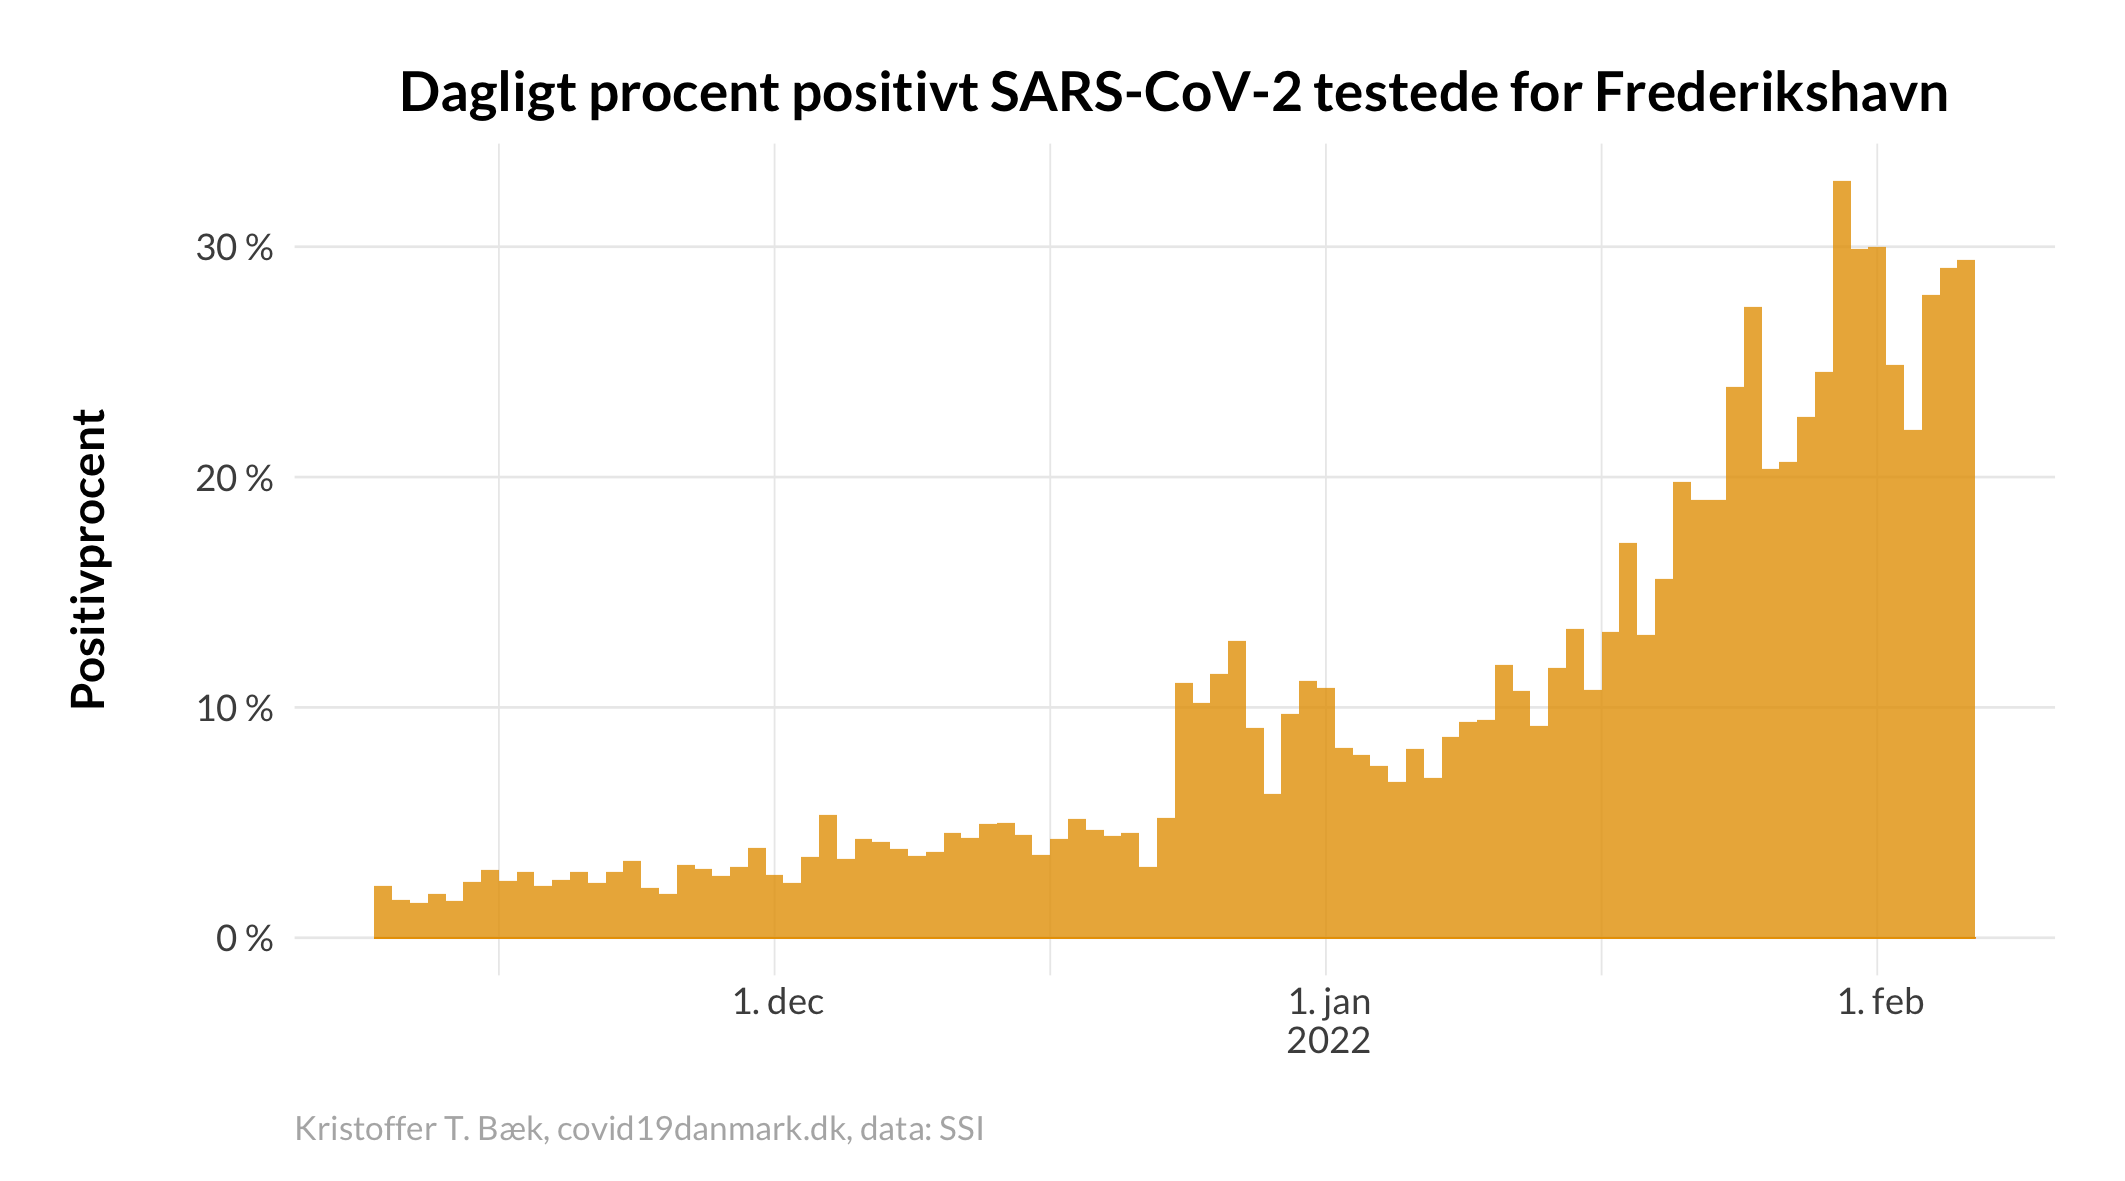 Dagligt procent positivt SARS-CoV-2 testede for Frederikshavn
Positivprocent
30 %
20 %
10 %
0 %
1. dec
1. jan
2022
1. feb
Kristoffer T. Bæk, covid19danmark.dk, data: SSI